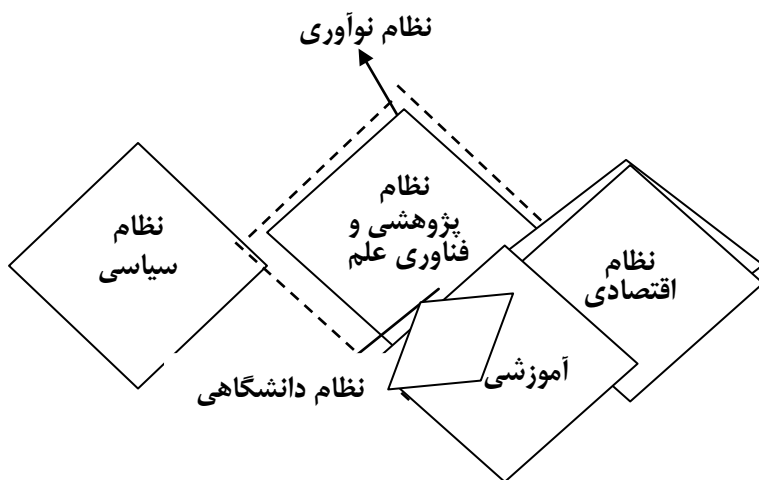 نظام نوآوری
نظام
پژوهشی و
فناوری علم
نظام
سیاسی
نظام
اقتصادی
آموزشی
نظام دانشگاهی